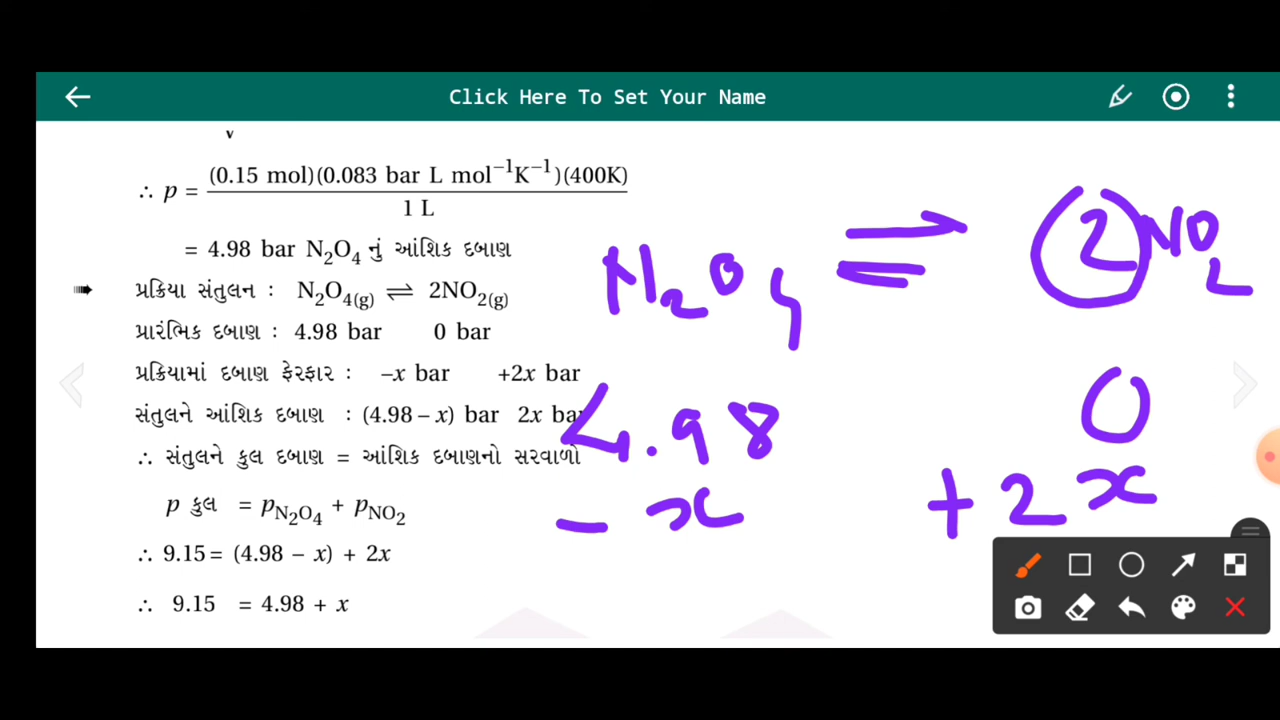 Click Here To Set Your Name
∴ p = (0.15 mol)(0.083 bar L mol⁻¹K⁻¹)(400K)
1 L
= 4.98 bar N₂O₄ નું આંશિક દબાણ
➠ પ્રક્રિયા સંતુલન : N₂O₄(g) ⇌ 2NO₂(g)
પ્રારંભિક દબાણ : 4.98 bar 0 bar
પ્રક્રિયામાં દબાણ ફેરફાર : –x bar +2x bar
સંતુલને આંશિક દબાણ : (4.98 – x) bar 2x bar
∴ સંતુલને કુલ દબાણ = આંશિક દબાણનો સરવાળો
p કુલ = pN₂O₄ + pNO₂
∴ 9.15 = (4.98 – x) + 2x
∴ 9.15 = 4.98 + x
N₂O₄ ⇌ 2NO₂
4.98 0
– x + 2x